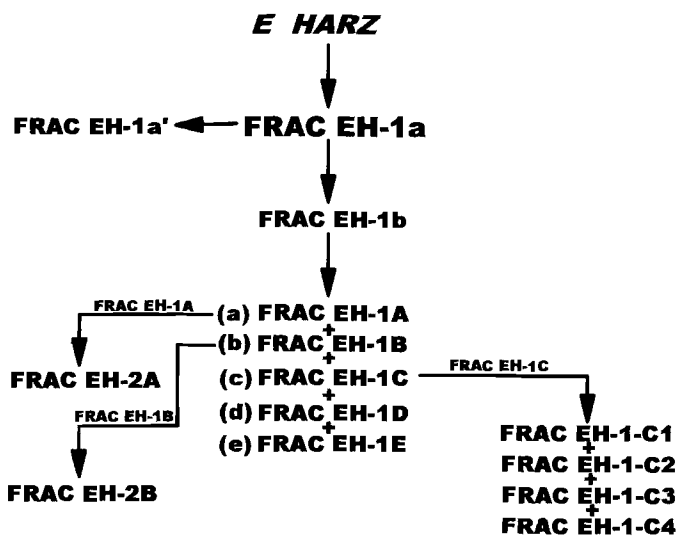 E HARZ
FRAC EH-1a'
FRAC EH-1a
FRAC EH-1b
FRAC EH-1A
(a) FRAC EH-1A
+
(b) FRAC EH-1B
+
(c) FRAC EH-1C
+
(d) FRAC EH-1D
+
(e) FRAC EH-1E
FRAC EH-2A
FRAC EH-1B
FRAC EH-2B
FRAC EH-1C
FRAC EH-1-C1
+
FRAC EH-1-C2
+
FRAC EH-1-C3
+
FRAC EH-1-C4